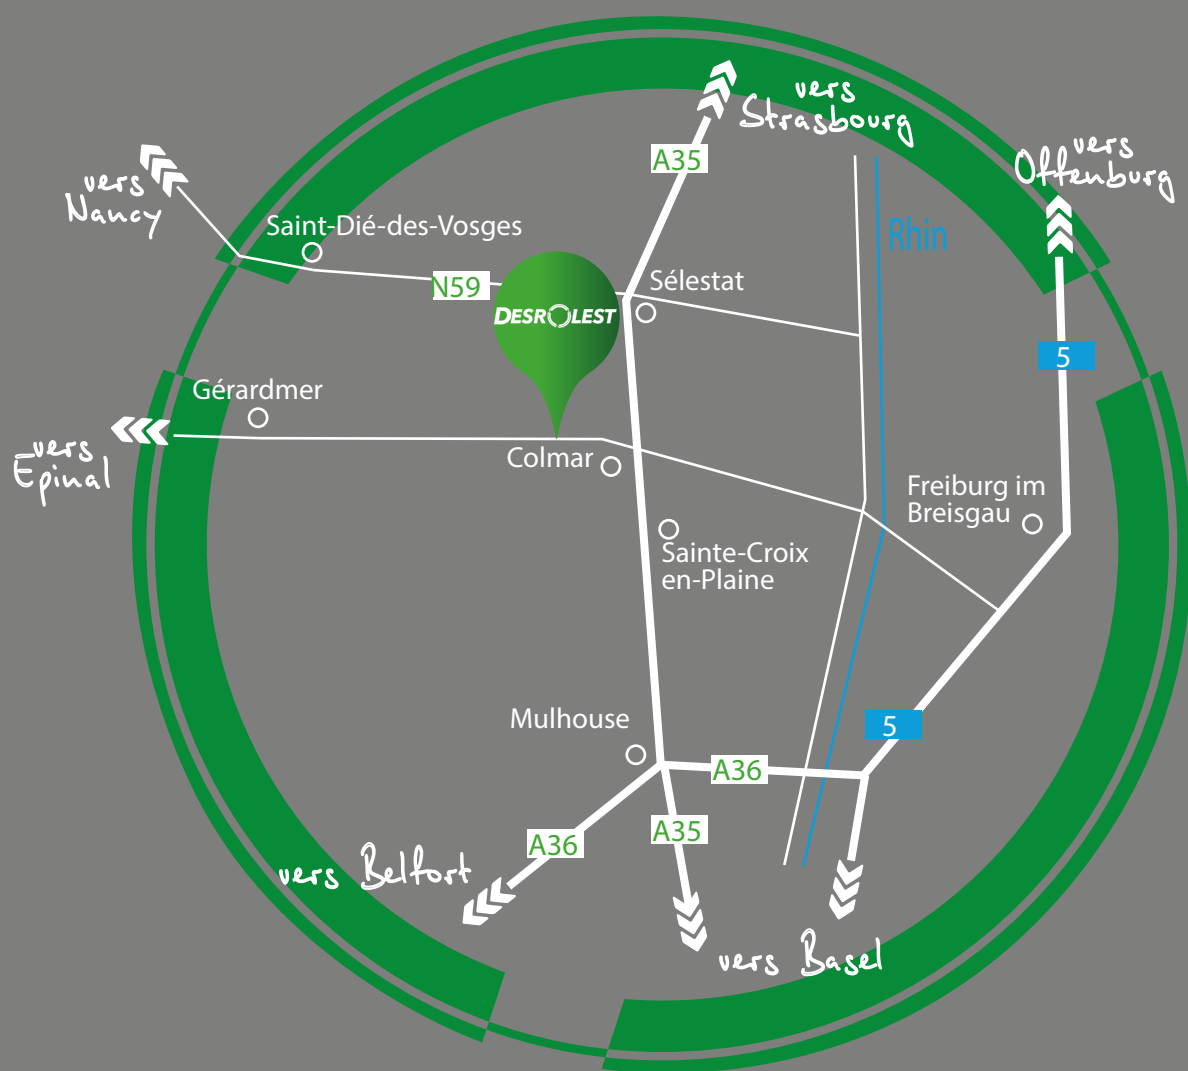 vers
Strasbourg
vers
Offenburg
A35
vers
Nancy
Saint-Dié-des-Vosges
Rhin
N59
Sélestat
DESROLEST
5
Gérardmer
vers
Epinal
Colmar
Freiburg im
Breisgau
Sainte-Croix
en-Plaine
Mulhouse
5
A36
A36
A35
vers Belfort
vers Basel